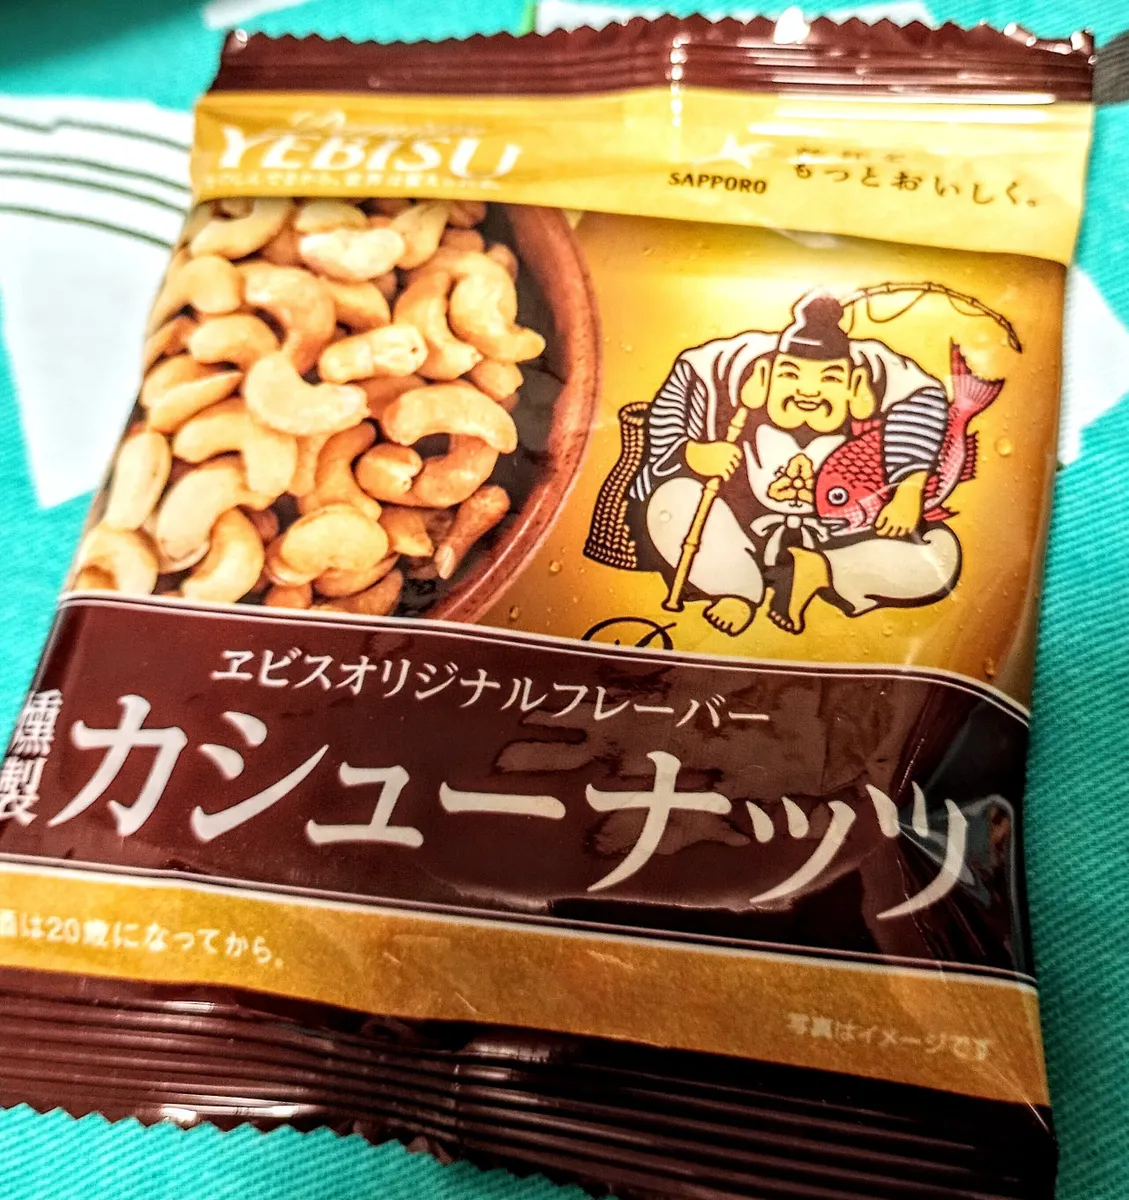 Premium
YEBISU
SAPPORO
もっとおいしく。
ヱビスオリジナルフレーバー
燻製
カシューナッツ
酒は20歳になってから。
写真はイメージです